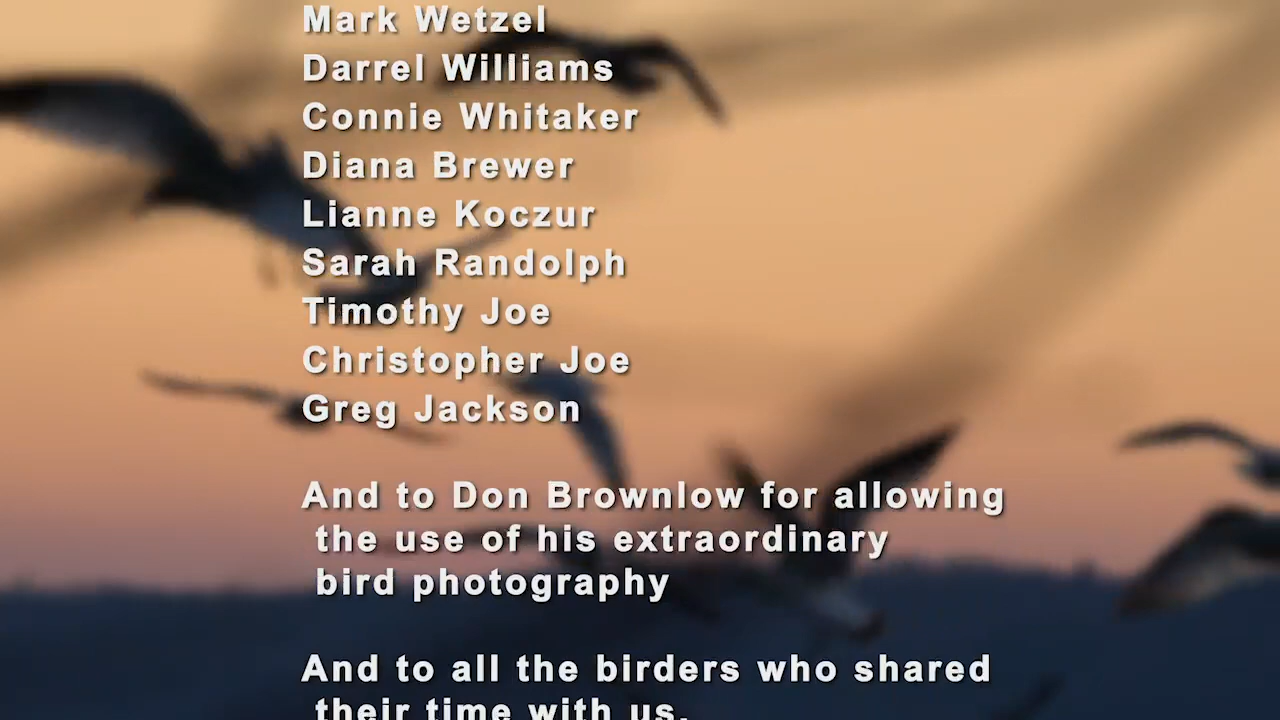 Mark Wetzel
Darrel Williams
Connie Whitaker
Diana Brewer
Lianne Koczur
Sarah Randolph
Timothy Joe
Christopher Joe
Greg Jackson
And to Don Brownlow for allowing
the use of his extraordinary
bird photography
And to all the birders who shared
their time with us.